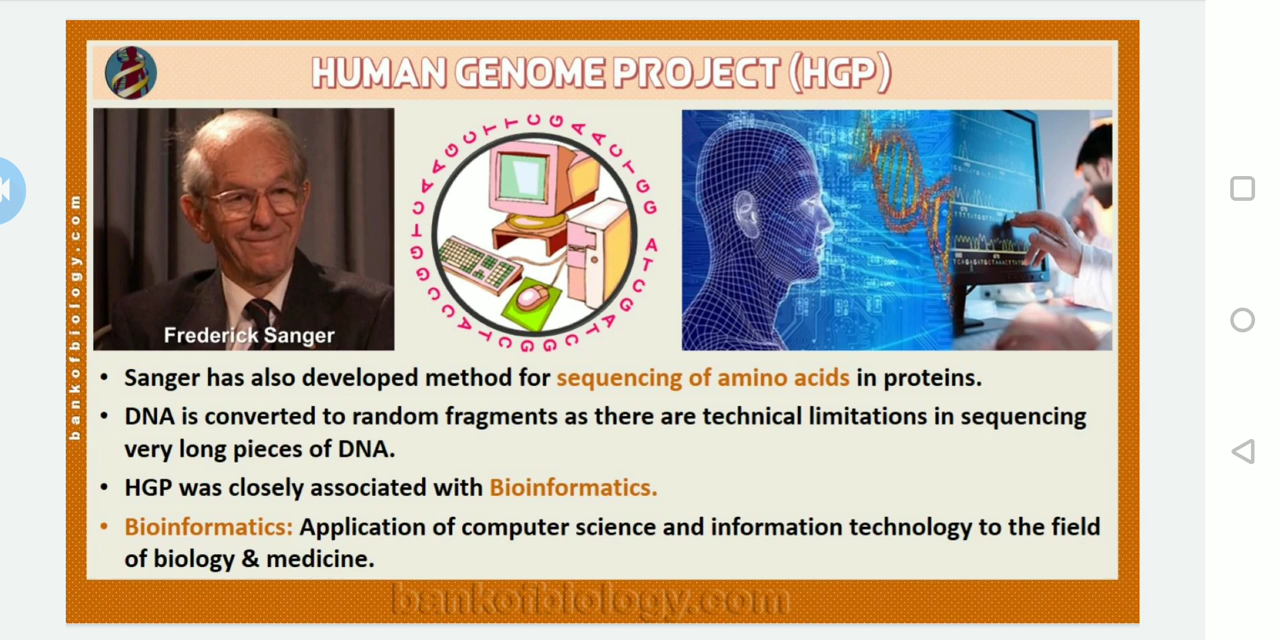 HUMAN GENOME PROJECT (HGP)
bankofbiology.com
Frederick Sanger
• Sanger has also developed method for sequencing of amino acids in proteins.
• DNA is converted to random fragments as there are technical limitations in sequencing
very long pieces of DNA.
• HGP was closely associated with Bioinformatics.
• Bioinformatics: Application of computer science and information technology to the field
of biology & medicine.
bankofbiology.com